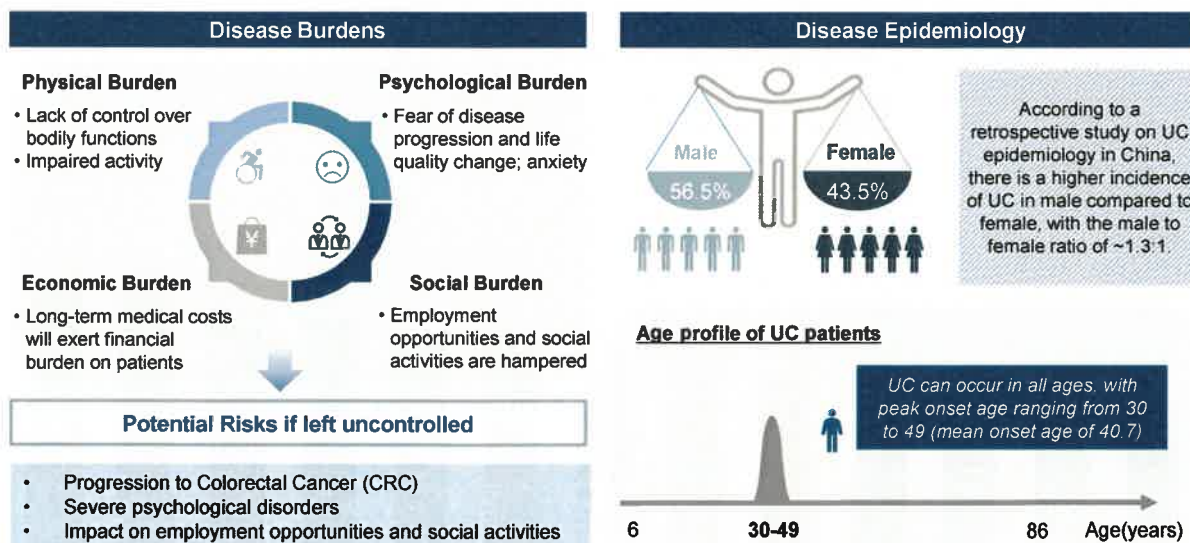 Disease Burdens
Physical Burden
• Lack of control over
bodily functions
• Impaired activity
Psychological Burden
• Fear of disease
progression and life
quality change; anxiety
¥
Economic Burden
• Long-term medical costs
will exert financial
burden on patients
Social Burden
• Employment
opportunities and social
activities are hampered
Potential Risks if left uncontrolled
• Progression to Colorectal Cancer (CRC)
• Severe psychological disorders
• Impact on employment opportunities and social activities
Disease Epidemiology
Male
56.5%
Female
43.5%
According to a
retrospective study on UC
epidemiology in China,
there is a higher incidence
of UC in male compared to
female, with the male to
female ratio of ~1.3:1.
Age profile of UC patients
UC can occur in all ages, with
peak onset age ranging from 30
to 49 (mean onset age of 40.7)
6 30-49 86 Age(years)